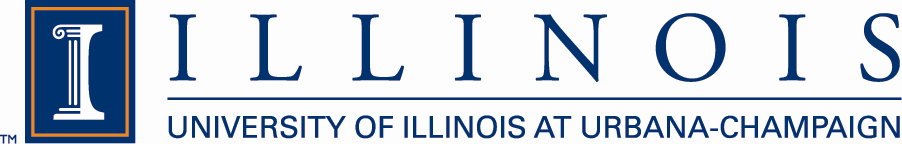 ILLINOIS
UNIVERSITY OF ILLINOIS AT URBANA-CHAMPAIGN
TM